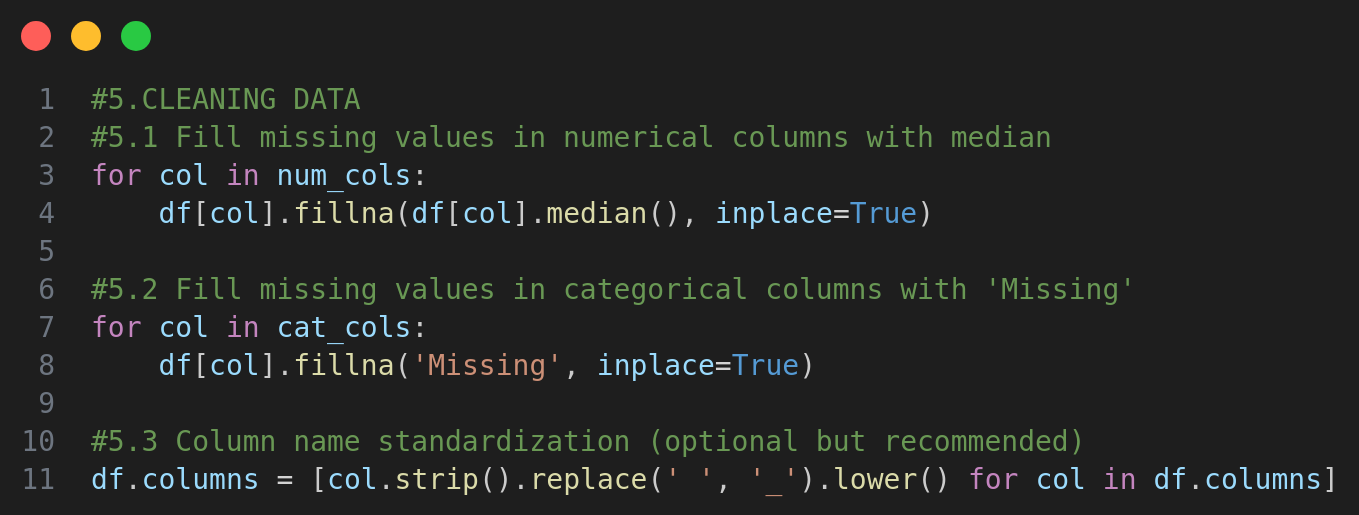 1 #5.CLEANING DATA
2 #5.1 Fill missing values in numerical columns with median
3 for col in num_cols:
4     df[col].fillna(df[col].median(), inplace=True)
5
6 #5.2 Fill missing values in categorical columns with 'Missing'
7 for col in cat_cols:
8     df[col].fillna('Missing', inplace=True)
9
10 #5.3 Column name standardization (optional but recommended)
11 df.columns = [col.strip().replace(' ', '_').lower() for col in df.columns]